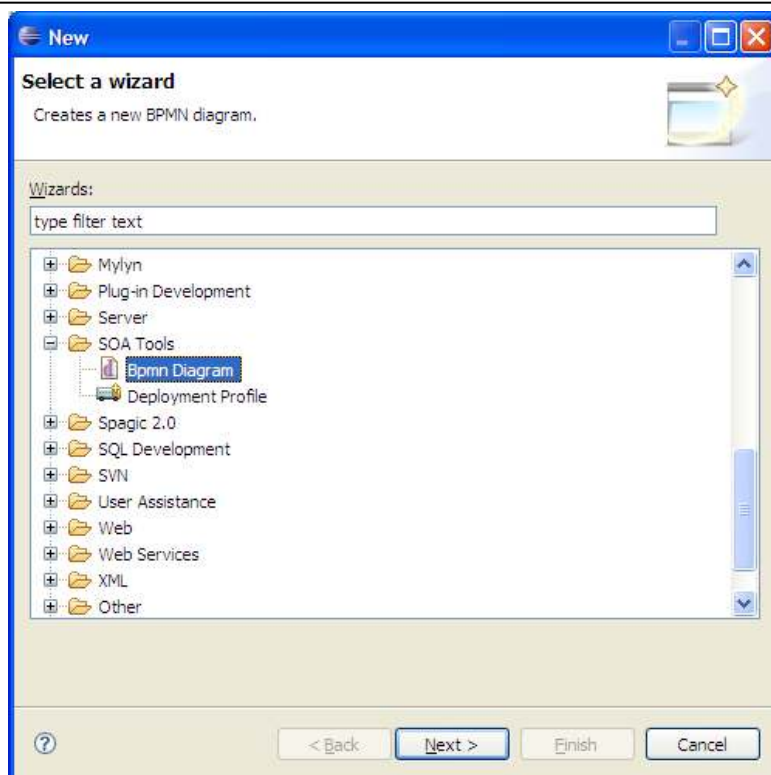 New
Select a wizard
Creates a new BPMN diagram.
Wizards:
type filter text
Mylyn
Plug-in Development
Server
SOA Tools
Bpmn Diagram
Deployment Profile
Spagic 2.0
SQL Development
SVN
User Assistance
Web
Web Services
XML
Other
< Back Next > Finish Cancel